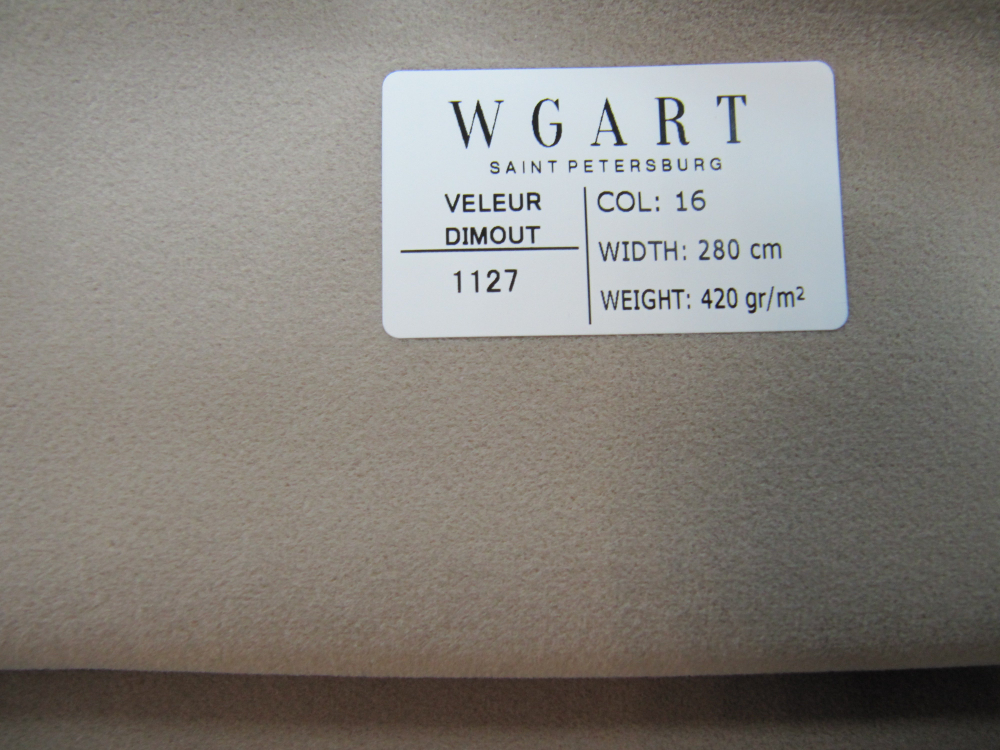 WGART
SAINT PETERSBURG
VELEUR
DIMOUT
1127
COL: 16
WIDTH: 280 cm
WEIGHT: 420 gr/m²